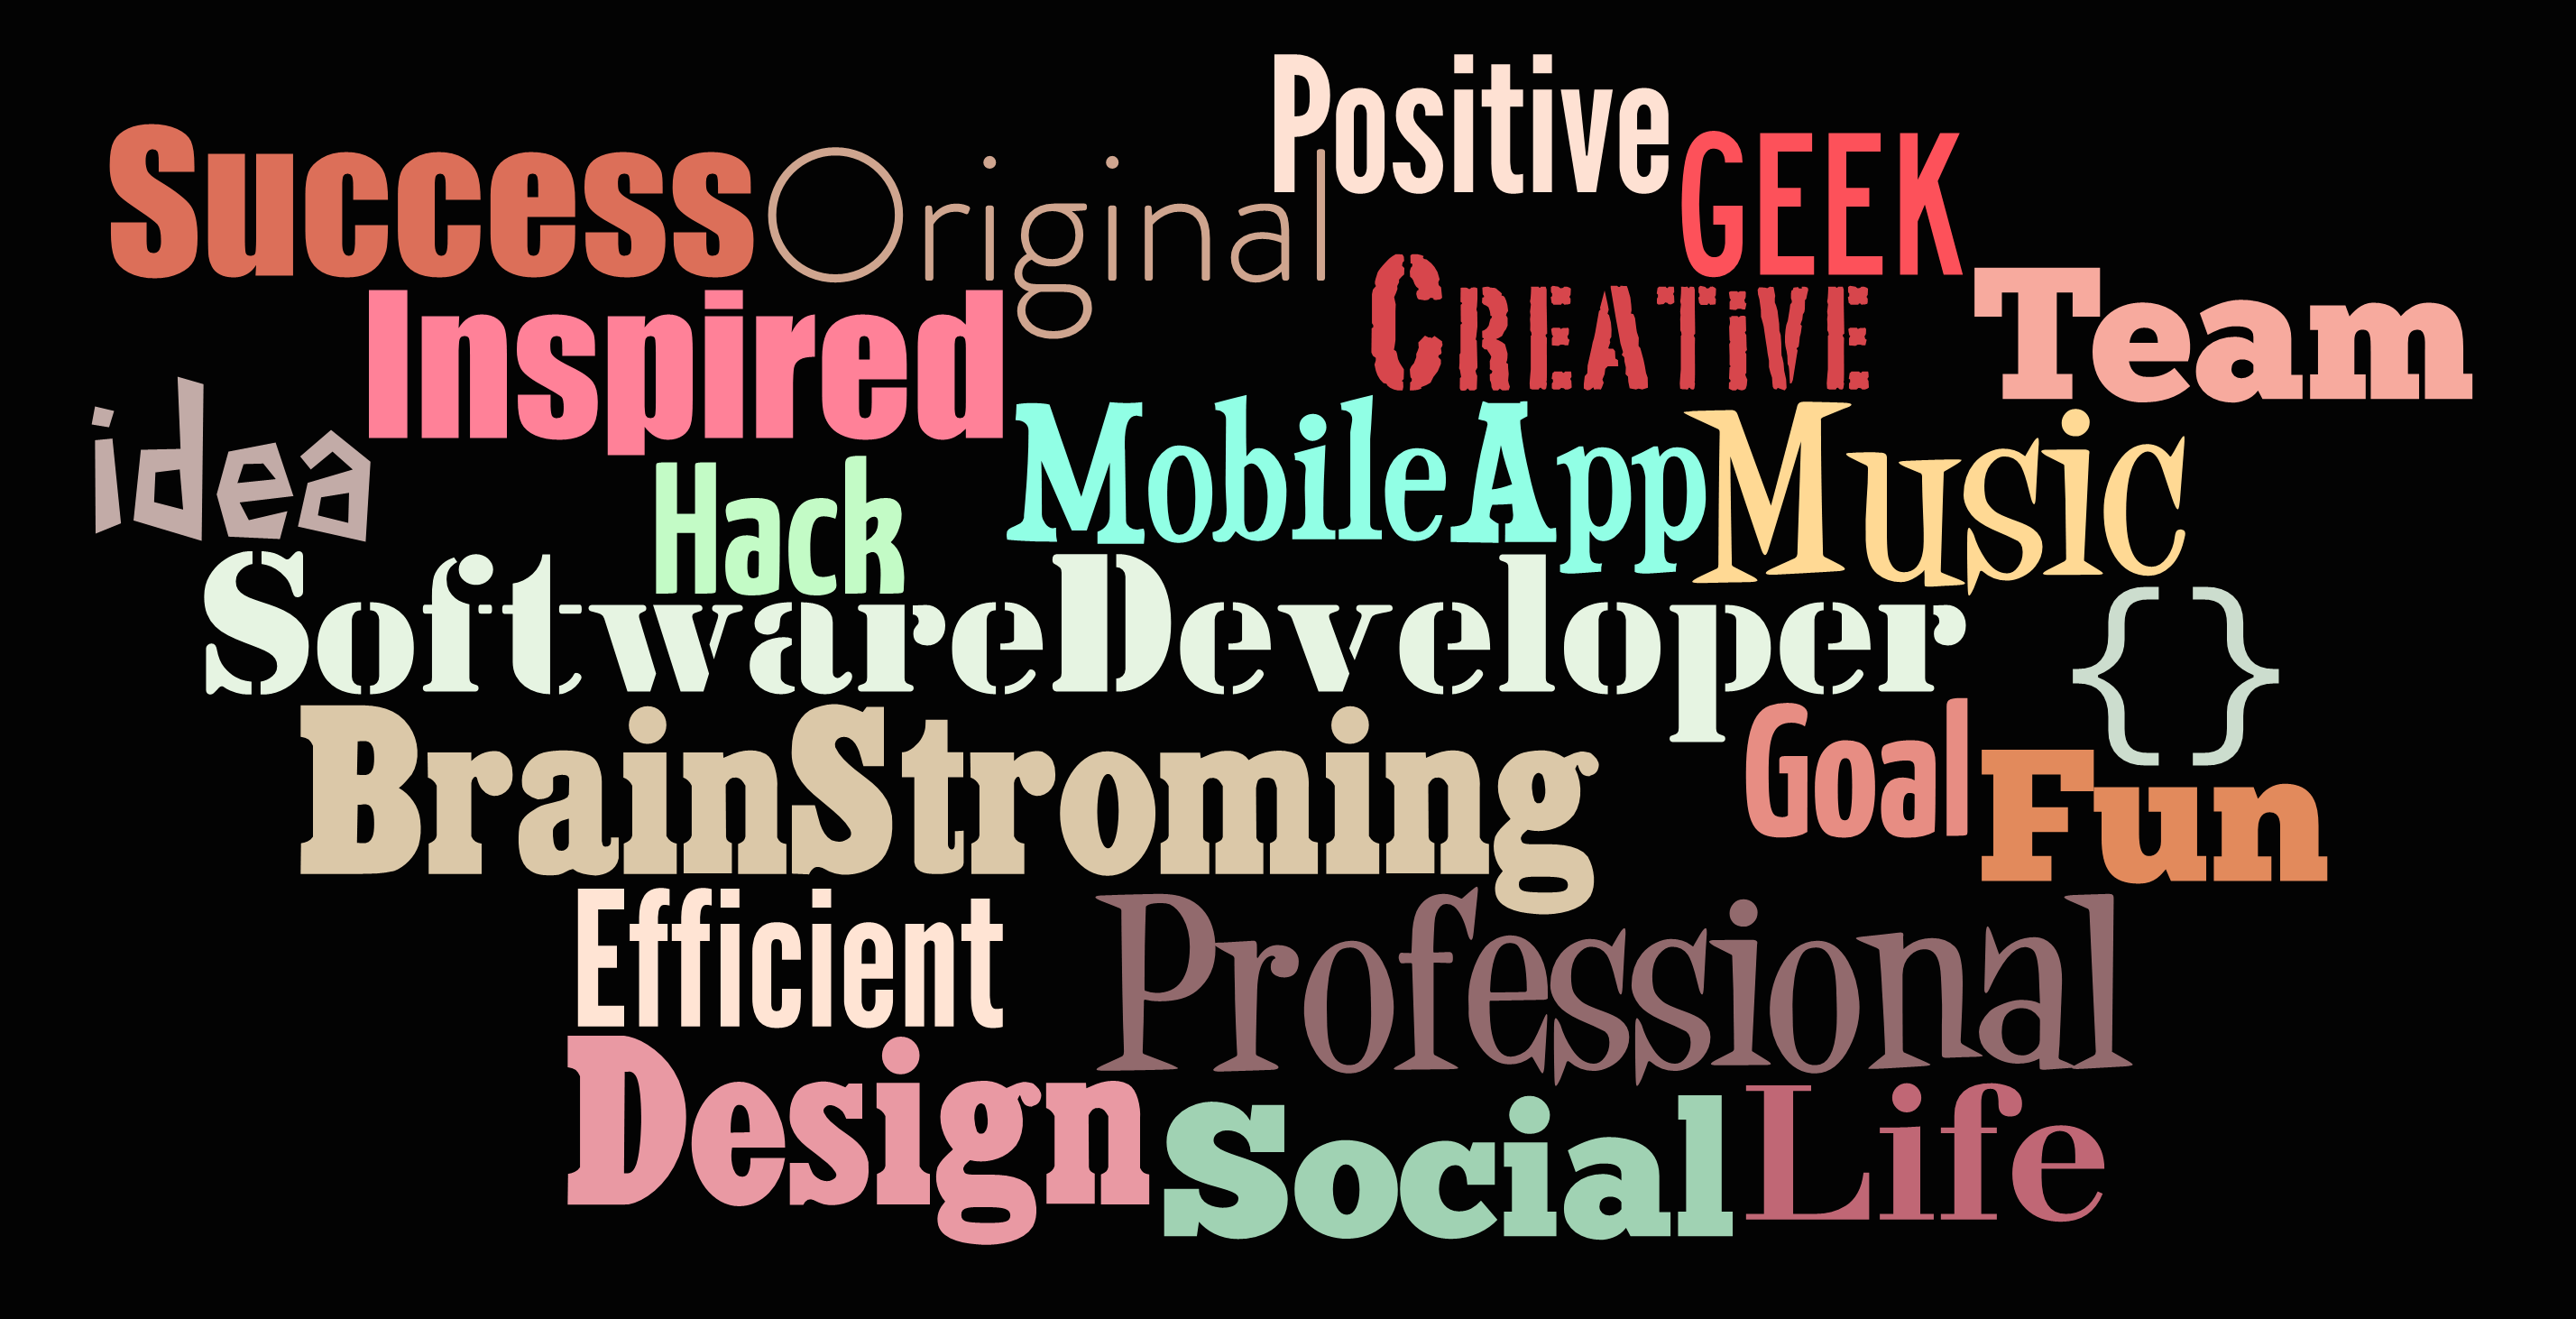 Positive
Success Original GEEK
Inspired Creative Team
idea Hack MobileApp Music
SoftwareDeveloper {}
BrainStroming Goal Fun
Efficient Professional
Design Social Life